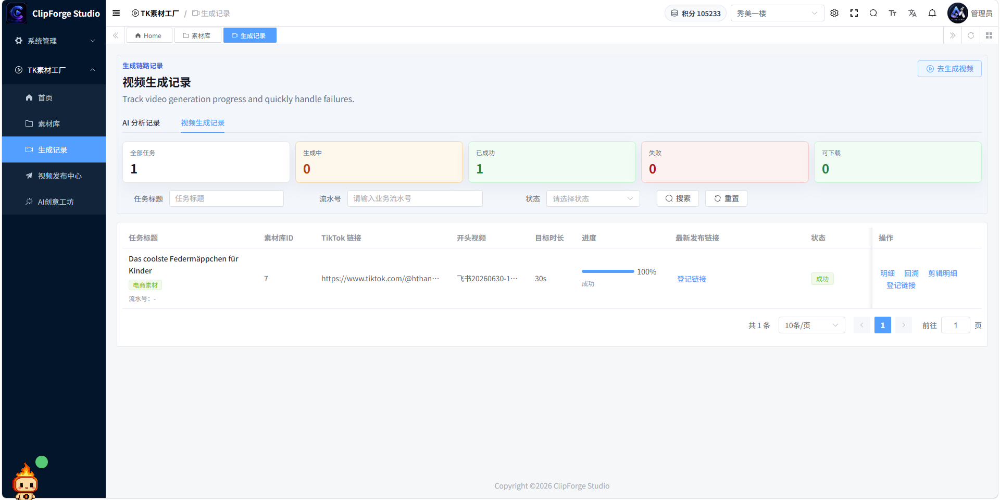 ClipForge Studio
TK素材工厂 / 生成记录
积分 105233
秀美一楼
管理员
系统管理
TK素材工厂
首页
素材库
生成记录
视频发布中心
AI创意工坊
Home
素材库
生成记录
生成链路记录
去生成视频
视频生成记录
Track video generation progress and quickly handle failures.
AI 分析记录
视频生成记录
全部任务
1
生成中
0
已成功
1
失败
0
可下载
0
任务标题 任务标题
流水号 请输入业务流水号
状态 请选择状态
搜索
重置
任务标题 素材库ID TikTok 链接 开头视频 目标时长 进度 最新发布链接 状态 操作
Das coolste Federmäppchen für
Kinder
电商素材
流水号: -
7
https://www.tiktok.com/@hthan···
飞书20260630-1···
30s
100%
成功
登记链接
成功
明细 回溯 剪辑明细
登记链接
共 1 条
10条/页
1
前往 1 页
Copyright ©2026 ClipForge Studio